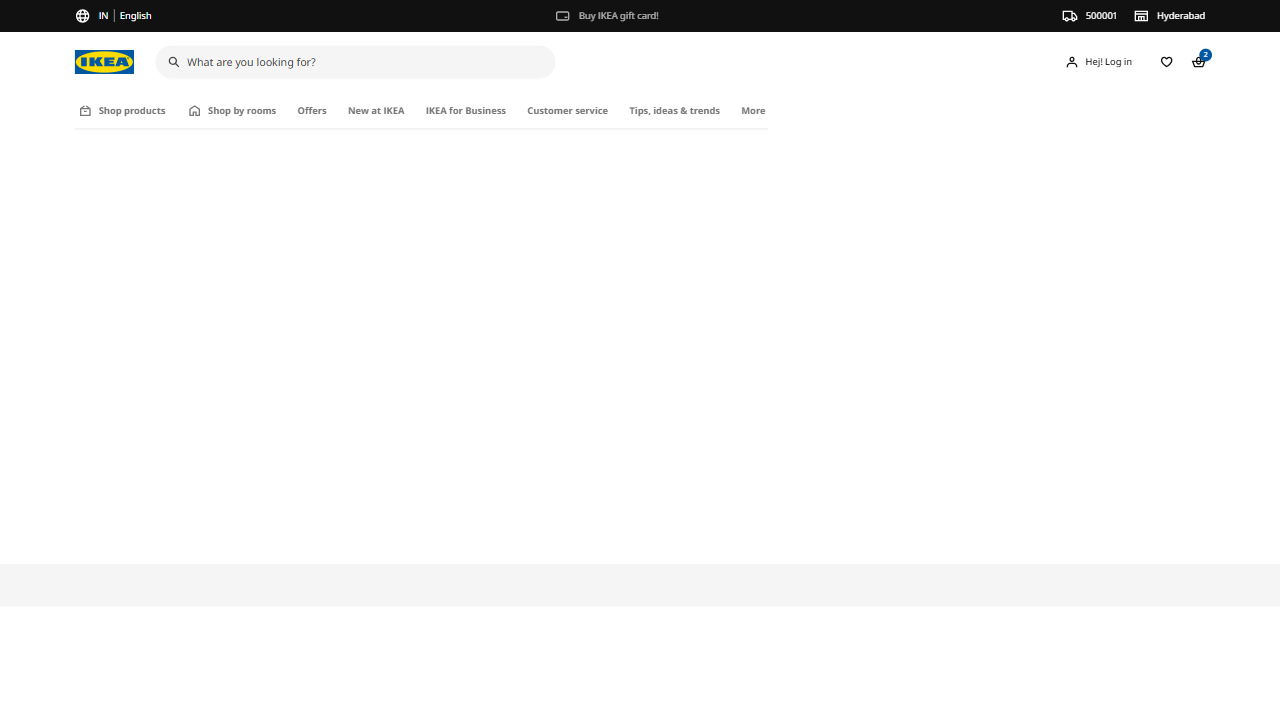 IN | English
Buy IKEA gift card!
500001
Hyderabad
IKEA
What are you looking for?
Hej! Log in
2
Shop products
Shop by rooms
Offers
New at IKEA
IKEA for Business
Customer service
Tips, ideas & trends
More